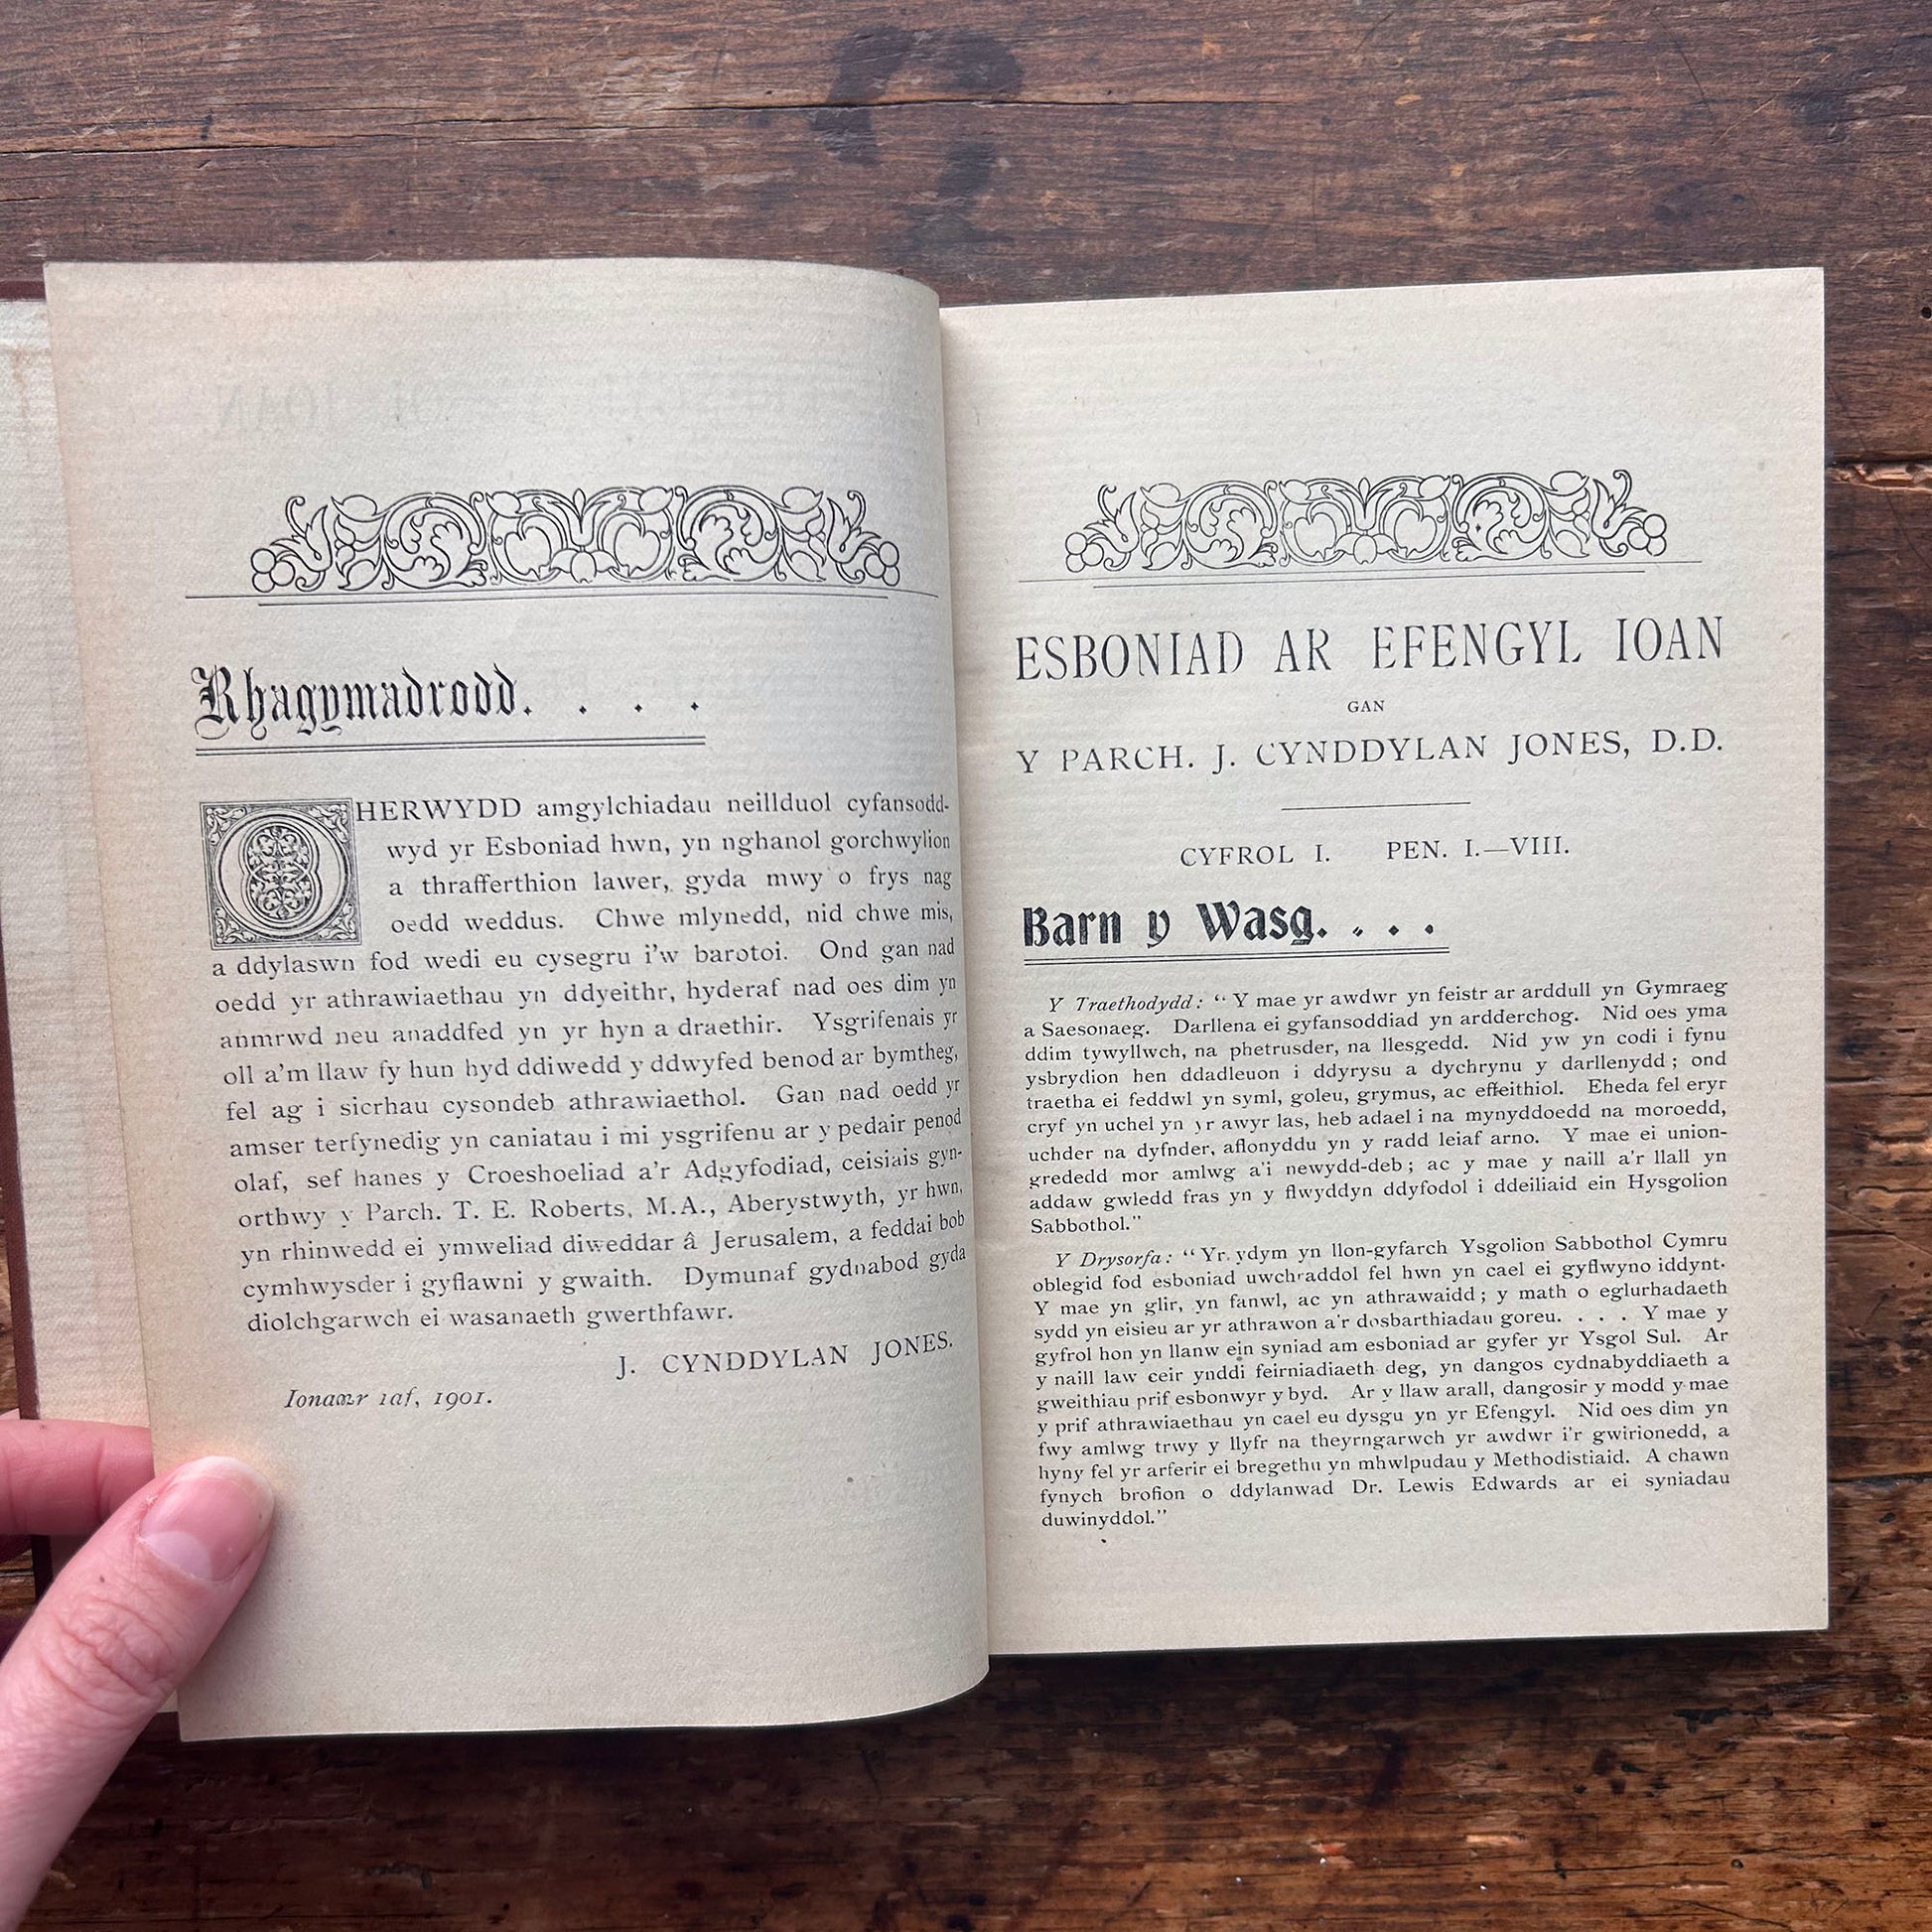 Rhagymadrodd. . . .
OHERWYDD amgylchiadau neillduol cyfansodd-
wyd yr Esboniad hwn, yn nghanol gorchwylion
a thrafferthion lawer, gyda mwy o frys nag
oedd weddus. Chwe mlynedd, nid chwe mis,
a ddylaswn fod wedi eu cysegru i'w barotoi. Ond gan nad
oedd yr athrawiaethau yn ddyeithr, hyderaf nad oes dim yn
anmrwd neu anaddfed yn yr hyn a draethir. Ysgrifenais yr
oll a'm llaw fy hun hyd ddiwedd y ddwyfed benod ar bymtheg,
fel ag i sicrhau cysondeb athrawiaethol. Gan nad oedd yr
amser terfynedig yn caniatau i mi ysgrifenu ar y pedair penod
olaf, sef hanes y Croeshoeliad a'r Adgyfodiad, ceisiais gyn-
orthwy y Parch. T. E. Roberts, M.A., Aberystwyth, yr hwn,
yn rhinwedd ei ymweliad diweddar â Jerusalem, a feddai bob
cymhwysder i gyflawni y gwaith. Dymunaf gydnabod gyda
diolchgarwch ei wasanaeth gwerthfawr.
J. CYNDDYLAN JONES.
Ionawr 1af, 1901.
ESBONIAD AR EFENGYL IOAN
GAN
Y PARCH. J. CYNDDYLAN JONES, D.D.
CYFROL I. PEN. I.—VIII.
Barn y Wasg. . . . .
Y Traethodydd: “Y mae yr awdwr yn feistr ar arddull yn Gymraeg
a Saesonaeg. Darllena ei gyfansoddiad yn ardderchog. Nid oes yma
ddim tywyllwch, na phetrusder, na llesgedd. Nid yw yn codi i fynu
ysbrydion hen ddadleuon i ddyrysu a dychrynu y darllenydd; ond
traetha ei feddwl yn syml, goleu, grymus, ac effeithiol. Eheda fel eryr
cryf yn uchel yn yr awyr las, heb adael i na mynyddoedd na moroedd,
uchder na dyfnder, aflonyddu yn y radd leiaf arno. Y mae ei union-
grededd mor amlwg a'i newydd-deb; ac y mae y naill a'r llall yn
addaw gwledd fras yn y flwyddyn ddyfodol i ddeiliaid ein Hysgolion
Sabbothol.”
Y Drysorfa: “Yr ydym yn llon-gyfarch Ysgolion Sabbothol Cymru
oblegid fod esboniad uwchraddol fel hwn yn cael ei gyflwyno iddynt.
Y mae yn glir, yn fanwl, ac yn athrawaidd; y math o eglurhadaeth
sydd yn eisieu ar yr athrawon a'r dosbarthiadau goreu. . . . Y mae y
gyfrol hon yn llanw ein syniad am esboniad ar gyfer yr Ysgol Sul. Ar
y naill law ceir ynddi feirniadiaeth deg, yn dangos cydnabyddiaeth a
gweithiau prif esbonwyr y byd. Ar y llaw arall, dangosir y modd y mae
y prif athrawiaethau yn cael eu dysgu yn yr Efengyl. Nid oes dim yn
fwy amlwg trwy y llyfr na theyrngarwch yr awdwr i'r gwirionedd, a
hyny fel yr arferir ei bregethu yn mhwlpudau y Methodistiaid. A chawn
fynych brofion o ddylanwad Dr. Lewis Edwards ar ei syniadau
duwinyddol.”